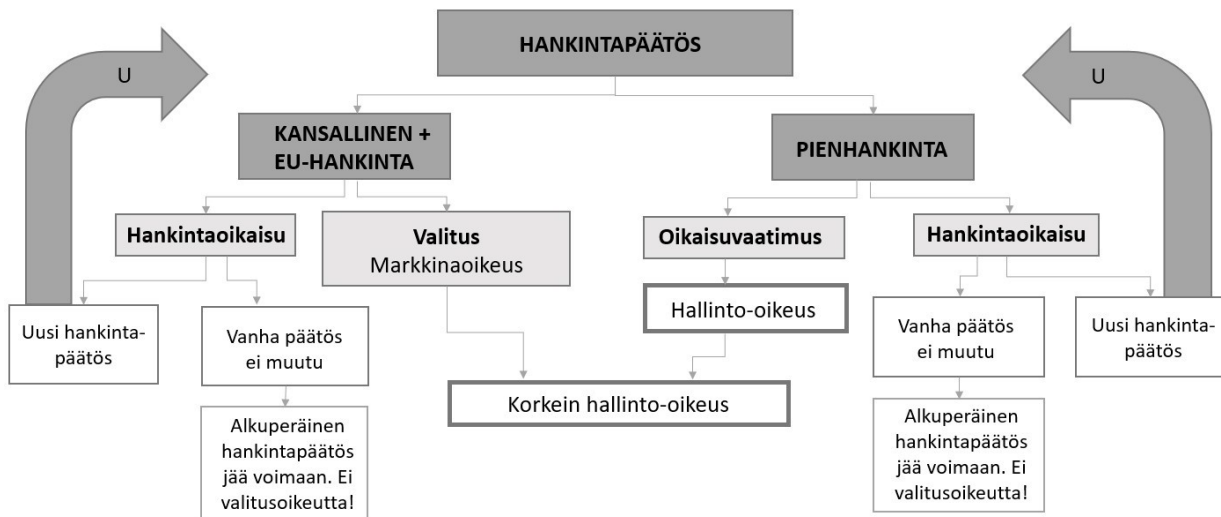 HANKINTAPÄÄTÖS
U
U
KANSALLINEN +
EU-HANKINTA
PIENHANKINTA
Hankintaoikaisu
Valitus
Markkinaoikeus
Oikaisuvaatimus
Hankintaoikaisu
Uusi hankinta-
päätös
Vanha päätös
ei muutu
Hallinto-oikeus
Vanha päätös
ei muutu
Uusi hankinta-
päätös
Korkein hallinto-oikeus
Alkuperäinen
hankintapäätös
jää voimaan. Ei
valitusoikeutta!
Alkuperäinen
hankintapäätös
jää voimaan. Ei
valitusoikeutta!